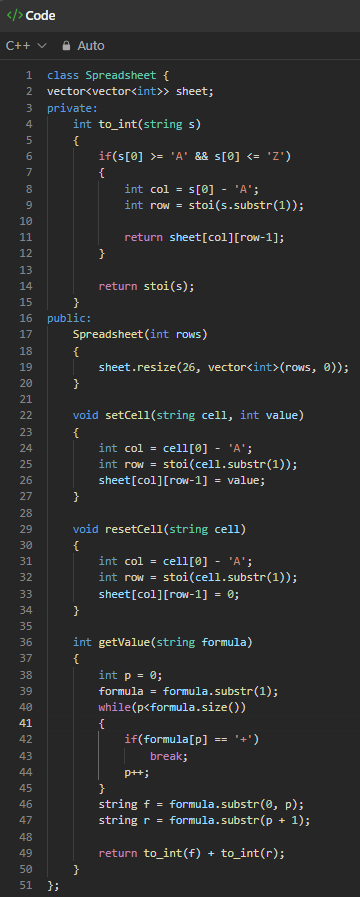 </> Code
C++ Auto
1 class Spreadsheet {
2 vector<vector<int>> sheet;
3 private:
4     int to_int(string s)
5     {
6         if(s[0] >= 'A' && s[0] <= 'Z')
7         {
8             int col = s[0] - 'A';
9             int row = stoi(s.substr(1));
10
11             return sheet[col][row-1];
12         }
13
14         return stoi(s);
15     }
16 public:
17     Spreadsheet(int rows)
18     {
19         sheet.resize(26, vector<int>(rows, 0));
20     }
21
22     void setCell(string cell, int value)
23     {
24         int col = cell[0] - 'A';
25         int row = stoi(cell.substr(1));
26         sheet[col][row-1] = value;
27     }
28
29     void resetCell(string cell)
30     {
31         int col = cell[0] - 'A';
32         int row = stoi(cell.substr(1));
33         sheet[col][row-1] = 0;
34     }
35
36     int getValue(string formula)
37     {
38         int p = 0;
39         formula = formula.substr(1);
40         while(p<formula.size())
41         {
42             if(formula[p] == '+')
43                 break;
44             p++;
45         }
46         string f = formula.substr(0, p);
47         string r = formula.substr(p + 1);
48
49         return to_int(f) + to_int(r);
50     }
51 };